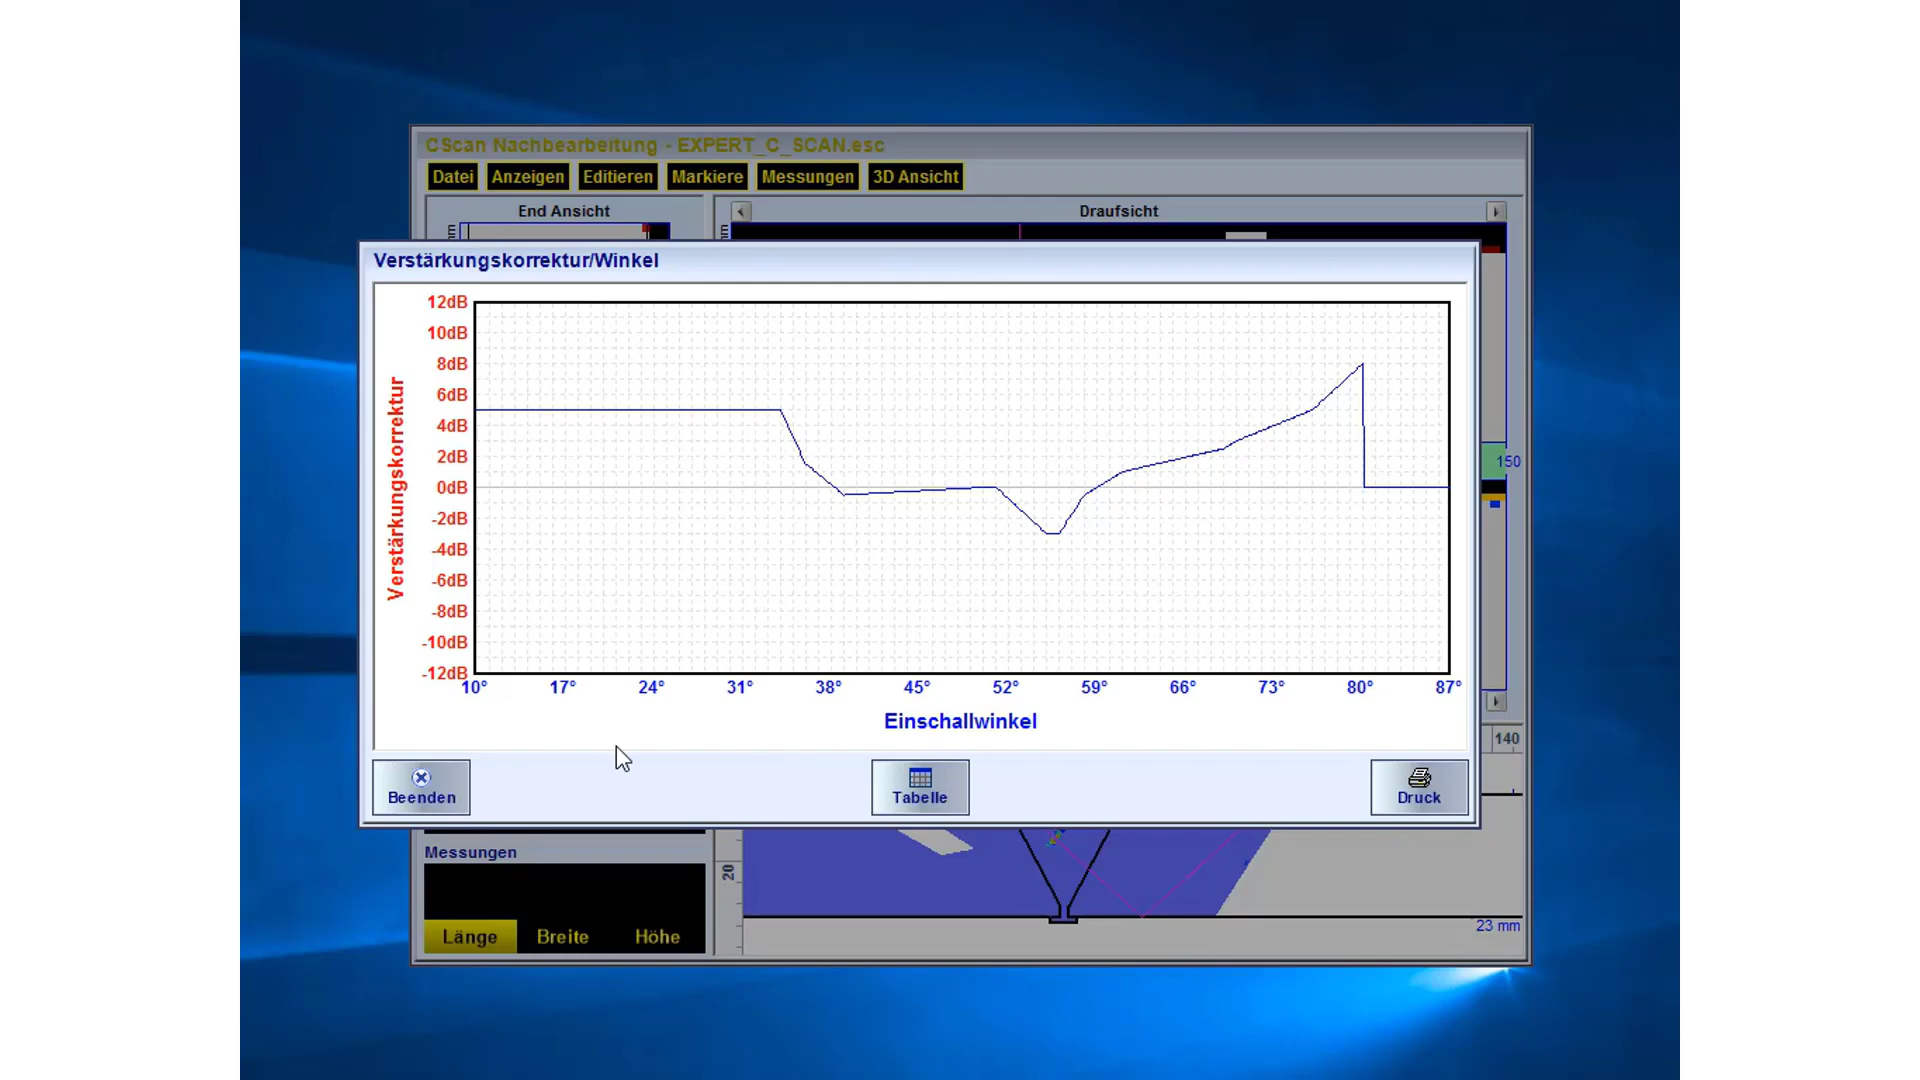 CScan Nachbearbeitung - EXPERT_C_SCAN.esc
Datei Anzeigen Editieren Markiere Messungen 3D Ansicht
End Ansicht
Draufsicht
Verstärkungskorrektur/Winkel
12dB
10dB
8dB
6dB
4dB
2dB
0dB
-2dB
-4dB
-6dB
-8dB
-10dB
-12dB
Verstärkungskorrektur
10° 17° 24° 31° 38° 45° 52° 59° 66° 73° 80° 87°
Einschallwinkel
150
140
Beenden
Tabelle
Druck
Messungen
20
Länge Breite Höhe
23 mm